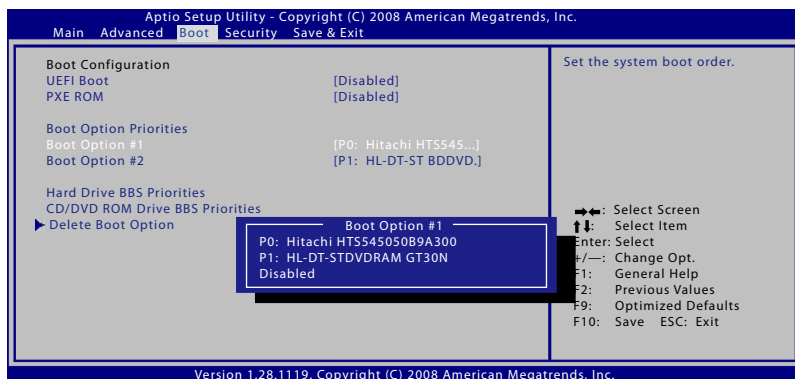 Aptio Setup Utility - Copyright (C) 2008 American Megatrends, Inc.
Main Advanced Boot Security Save & Exit
Boot Configuration
UEFI Boot [Disabled]
PXE ROM [Disabled]
Boot Option Priorities
Boot Option #1 [P0: Hitachi HTS545...]
Boot Option #2 [P1: HL-DT-ST BDDVD.]
Hard Drive BBS Priorities
CD/DVD ROM Drive BBS Priorities
Delete Boot Option
Boot Option #1
P0: Hitachi HTS545050B9A300
P1: HL-DT-STDVDRAM GT30N
Disabled
Set the system boot order.
→←: Select Screen
↑↓: Select Item
Enter: Select
+/—: Change Opt.
F1: General Help
F2: Previous Values
F9: Optimized Defaults
F10: Save ESC: Exit
Version 1.28.1119. Copyright (C) 2008 American Megatrends, Inc.